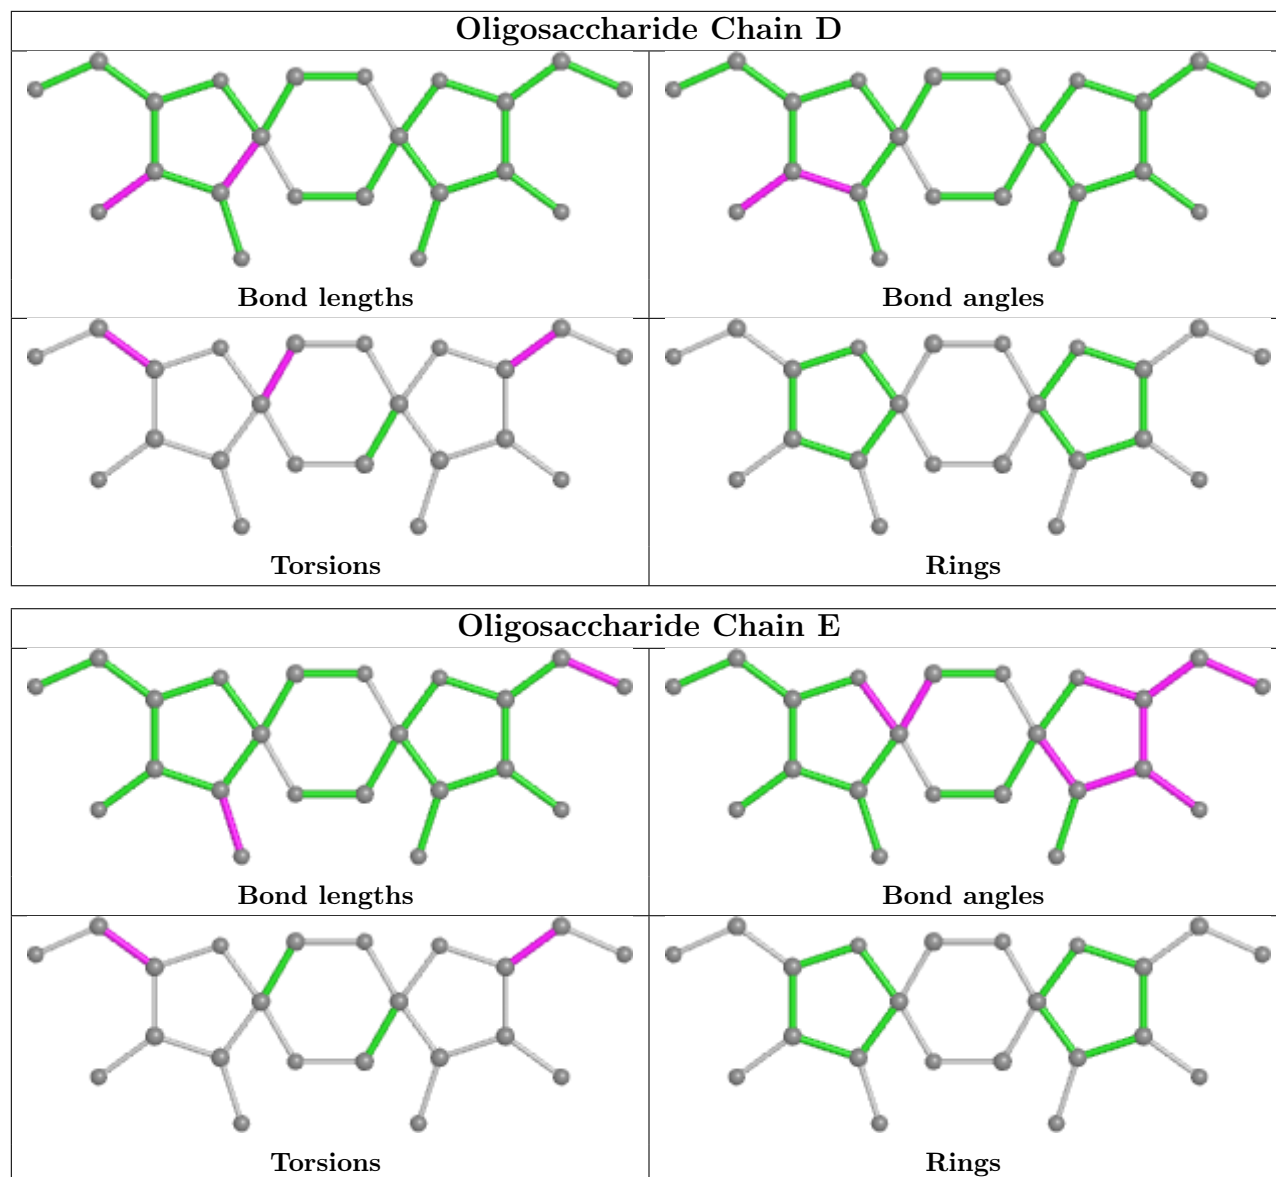 Oligosaccharide Chain D
Bond lengths
Bond angles
Torsions
Rings
Oligosaccharide Chain E
Bond lengths
Bond angles
Torsions
Rings